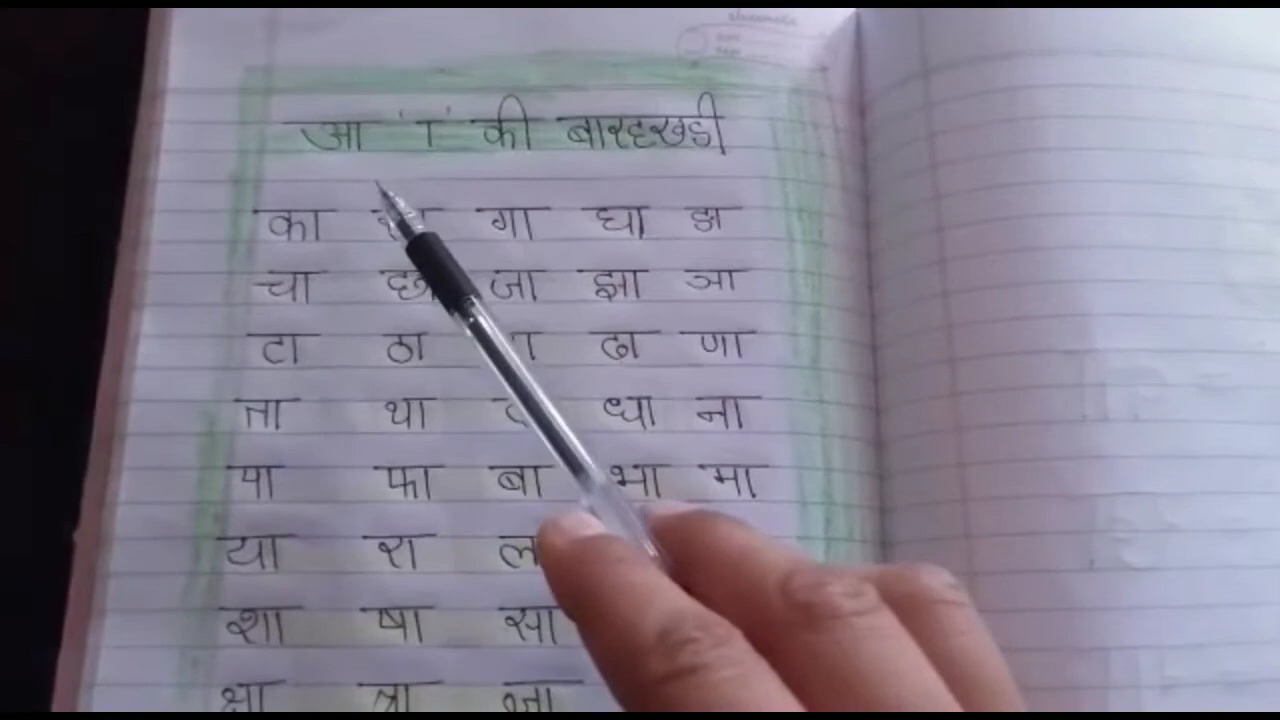 आ 'ा' की बारहखडी
का गा घा ङा
चा छा जा झा ञा
टा ठा ढा णा
ता था धा ना
पा फा बा भा मा
या रा
शा षा सा
क्षा त्रा ज्ञा